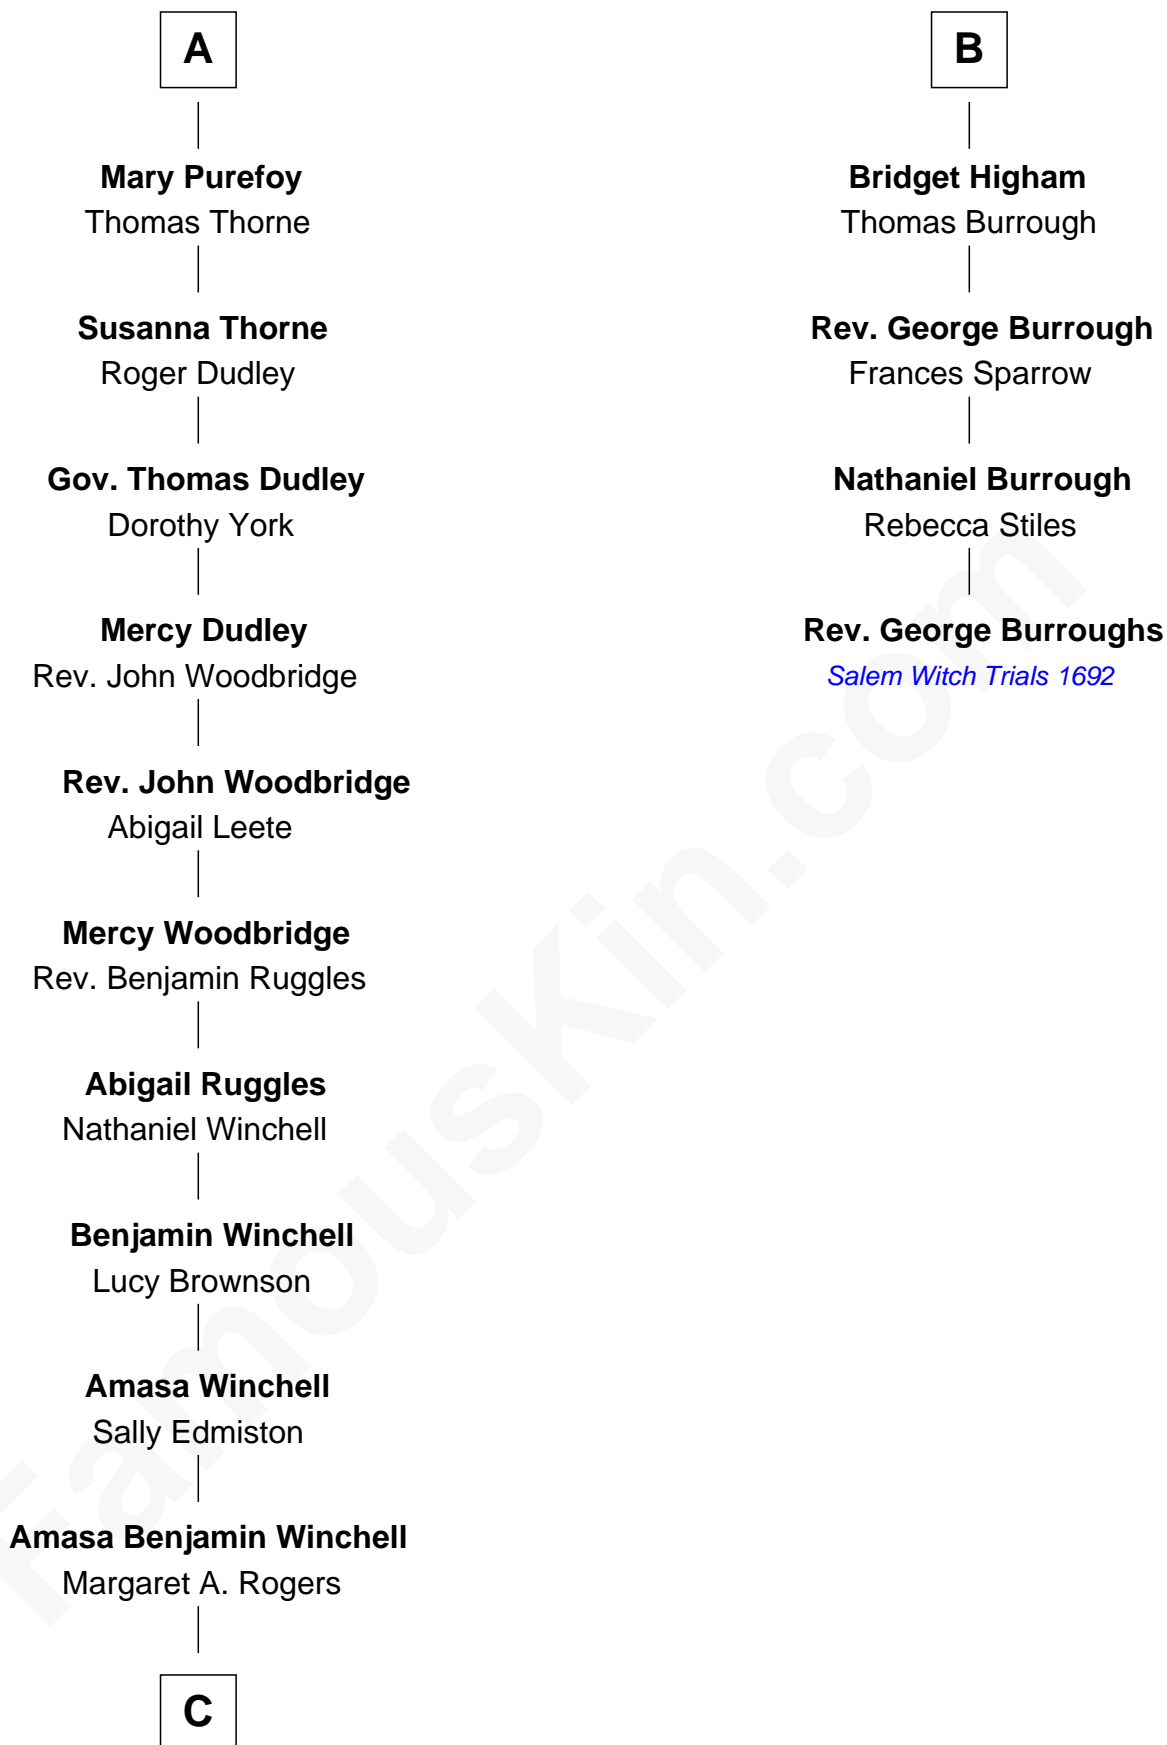 A
Mary Purefoy
Thomas Thorne
Susanna Thorne
Roger Dudley
Gov. Thomas Dudley
Dorothy York
Mercy Dudley
Rev. John Woodbridge
Rev. John Woodbridge
Abigail Leete
Mercy Woodbridge
Rev. Benjamin Ruggles
Abigail Ruggles
Nathaniel Winchell
Benjamin Winchell
Lucy Brownson
Amasa Winchell
Sally Edmiston
Amasa Benjamin Winchell
Margaret A. Rogers
C
B
Bridget Higham
Thomas Burrough
Rev. George Burrough
Frances Sparrow
Nathaniel Burrough
Rebecca Stiles
Rev. George Burroughs
Salem Witch Trials 1692
FamousKin.com